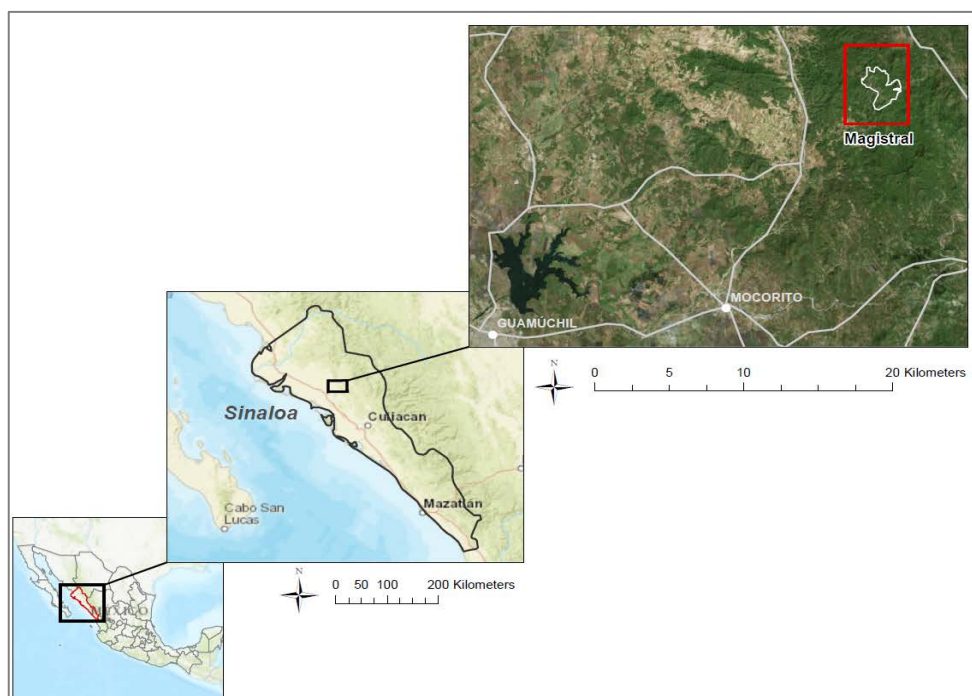 Magistral
MOCORITO
GUAMÚCHIL
N
0 5 10 20 Kilometers
Sinaloa
Culiacan
Mazatlán
Cabo San
Lucas
N
0 50 100 200 Kilometers
MÉXICO